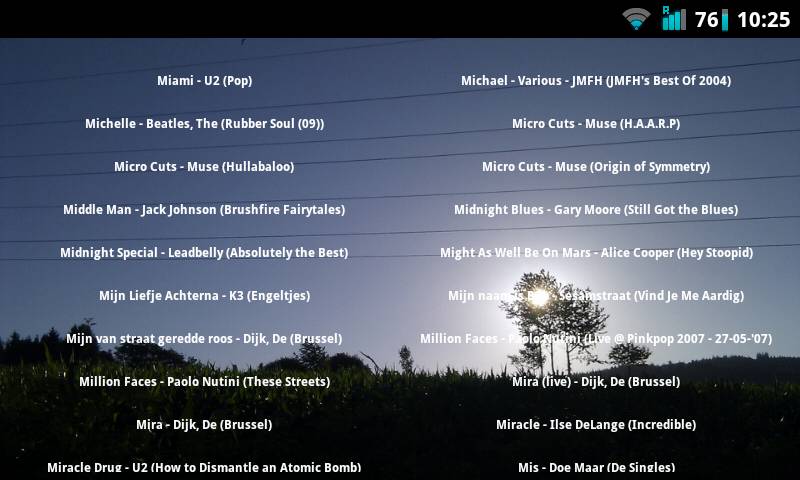 76 10:25
Miami - U2 (Pop)
Michael - Various - JMFH (JMFH's Best Of 2004)
Michelle - Beatles, The (Rubber Soul (09))
Micro Cuts - Muse (H.A.A.R.P)
Micro Cuts - Muse (Hullabaloo)
Micro Cuts - Muse (Origin of Symmetry)
Middle Man - Jack Johnson (Brushfire Fairytales)
Midnight Blues - Gary Moore (Still Got the Blues)
Midnight Special - Leadbelly (Absolutely the Best)
Might As Well Be On Mars - Alice Cooper (Hey Stoopid)
Mijn Liefje Achterna - K3 (Engeltjes)
Mijn naam is - Sesamstraat (Vind Je Me Aardig)
Mijn van straat geredde roos - Dijk, De (Brussel)
Million Faces - Paolo Nutini (Live @ Pinkpop 2007 - 27-05-'07)
Million Faces - Paolo Nutini (These Streets)
Mira (live) - Dijk, De (Brussel)
Mira - Dijk, De (Brussel)
Miracle - Ilse DeLange (Incredible)
Miracle Drug - U2 (How to Dismantle an Atomic Bomb)
Mis - Doe Maar (De Singles)